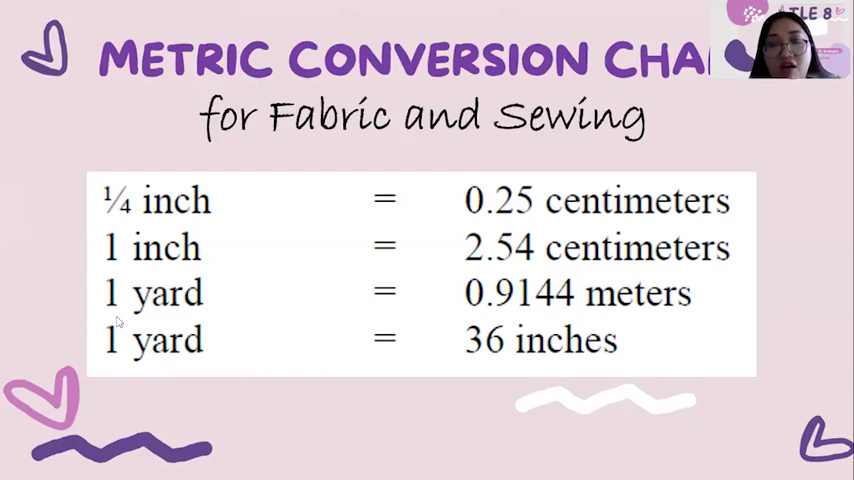 TLE 8
METRIC CONVERSION
for Fabric and Sewing
¼ inch = 0.25 centimeters
1 inch = 2.54 centimeters
1 yard = 0.9144 meters
1 yard = 36 inches